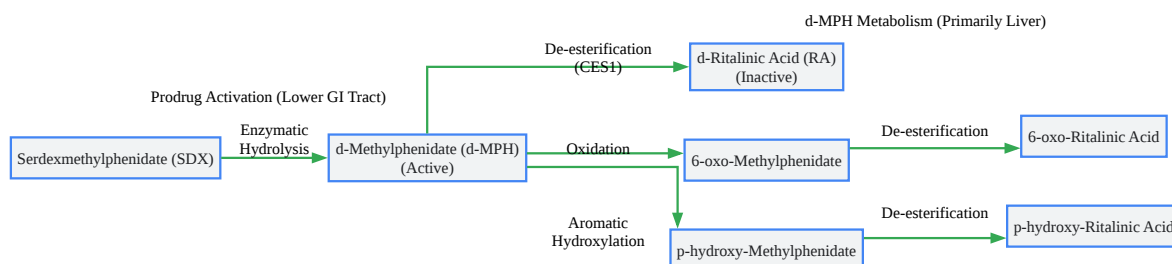 d-MPH Metabolism (Primarily Liver)
De-esterification
(CES1)
d-Ritalinic Acid (RA)
(Inactive)
Prodrug Activation (Lower GI Tract)
Enzymatic
Hydrolysis
Serdexmethylphenidate (SDX)
d-Methylphenidate (d-MPH)
(Active)
Oxidation
6-oxo-Methylphenidate
De-esterification
6-oxo-Ritalinic Acid
Aromatic
Hydroxylation
p-hydroxy-Methylphenidate
De-esterification
p-hydroxy-Ritalinic Acid